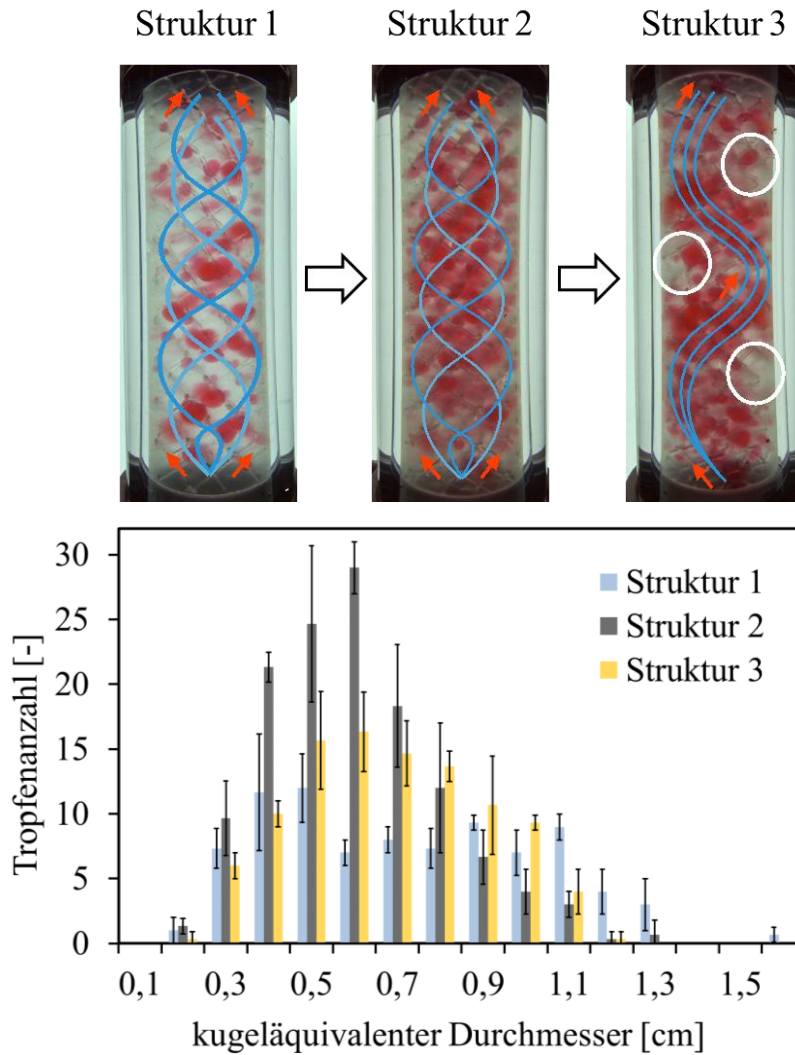 Struktur 1
Struktur 2
Struktur 3
30
25
20
15
10
5
0
Tropfenanzahl [-]
Struktur 1
Struktur 2
Struktur 3
0,1 0,3 0,5 0,7 0,9 1,1 1,3 1,5
kugeläquivalenter Durchmesser [cm]